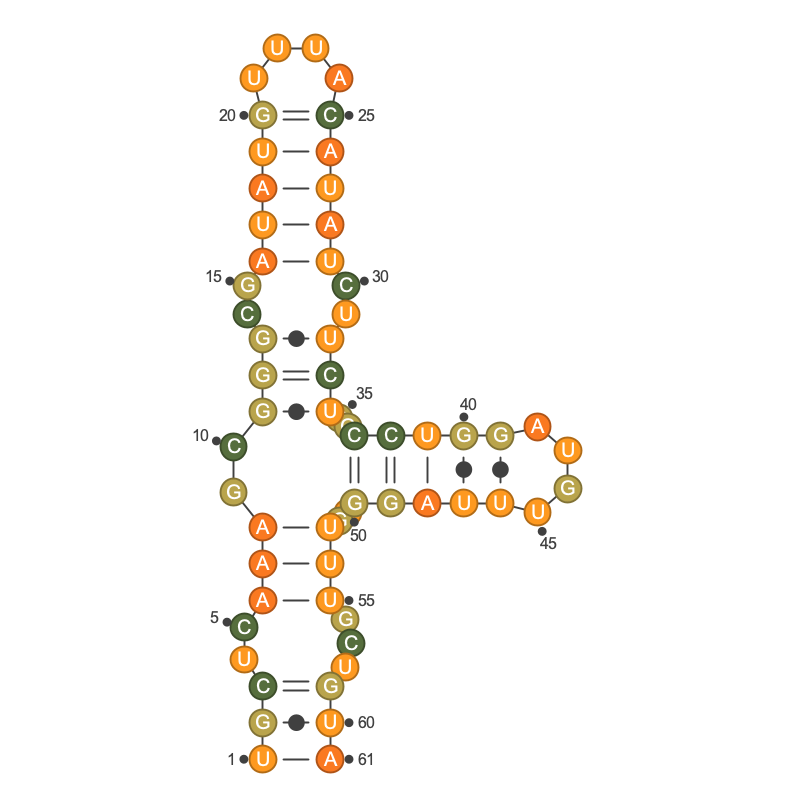 U U
U A
20 G C 25
U A
A U
U A
A U
15 G C 30
C U
G U
G C
35
G U 40
10 C C C U G G A
U
G G
G G A U U U
A U G 50
45
A U
A U 55
5 C G
C
U U
C G
G U 60
1 U A 61